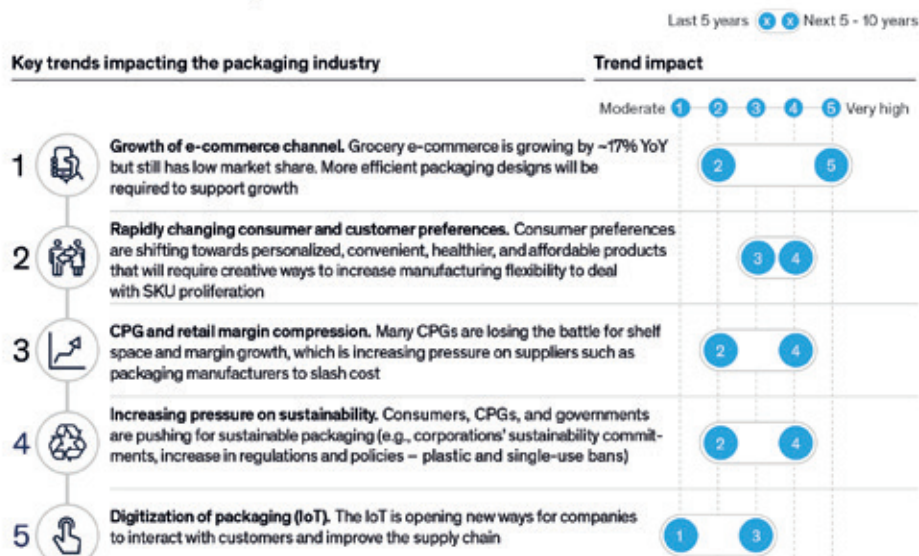 Last 5 years x x Next 5 - 10 years
Key trends impacting the packaging industry
Trend impact
Moderate 1 2 3 4 5 Very high
1
Growth of e-commerce channel. Grocery e-commerce is growing by ~17% YoY
but still has low market share. More efficient packaging designs will be
required to support growth
2 5
2
Rapidly changing consumer and customer preferences. Consumer preferences
are shifting towards personalized, convenient, healthier, and affordable products
that will require creative ways to increase manufacturing flexibility to deal
with SKU proliferation
3 4
3
CPG and retail margin compression. Many CPGs are losing the battle for shelf
space and margin growth, which is increasing pressure on suppliers such as
packaging manufacturers to slash cost
2 4
4
Increasing pressure on sustainability. Consumers, CPGs, and governments
are pushing for sustainable packaging (e.g., corporations' sustainability commit-
ments, increase in regulations and policies – plastic and single-use bans)
2 4
5
Digitization of packaging (IoT). The IoT is opening new ways for companies
to interact with customers and improve the supply chain
1 3